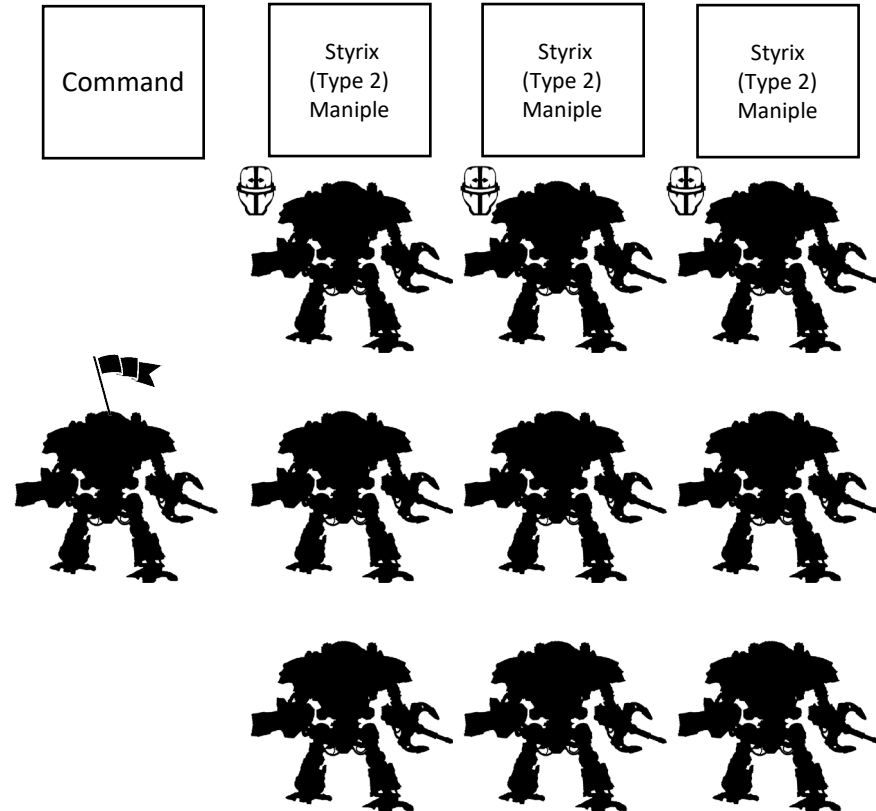 Command
Styrix
(Type 2)
Maniple
Styrix
(Type 2)
Maniple
Styrix
(Type 2)
Maniple